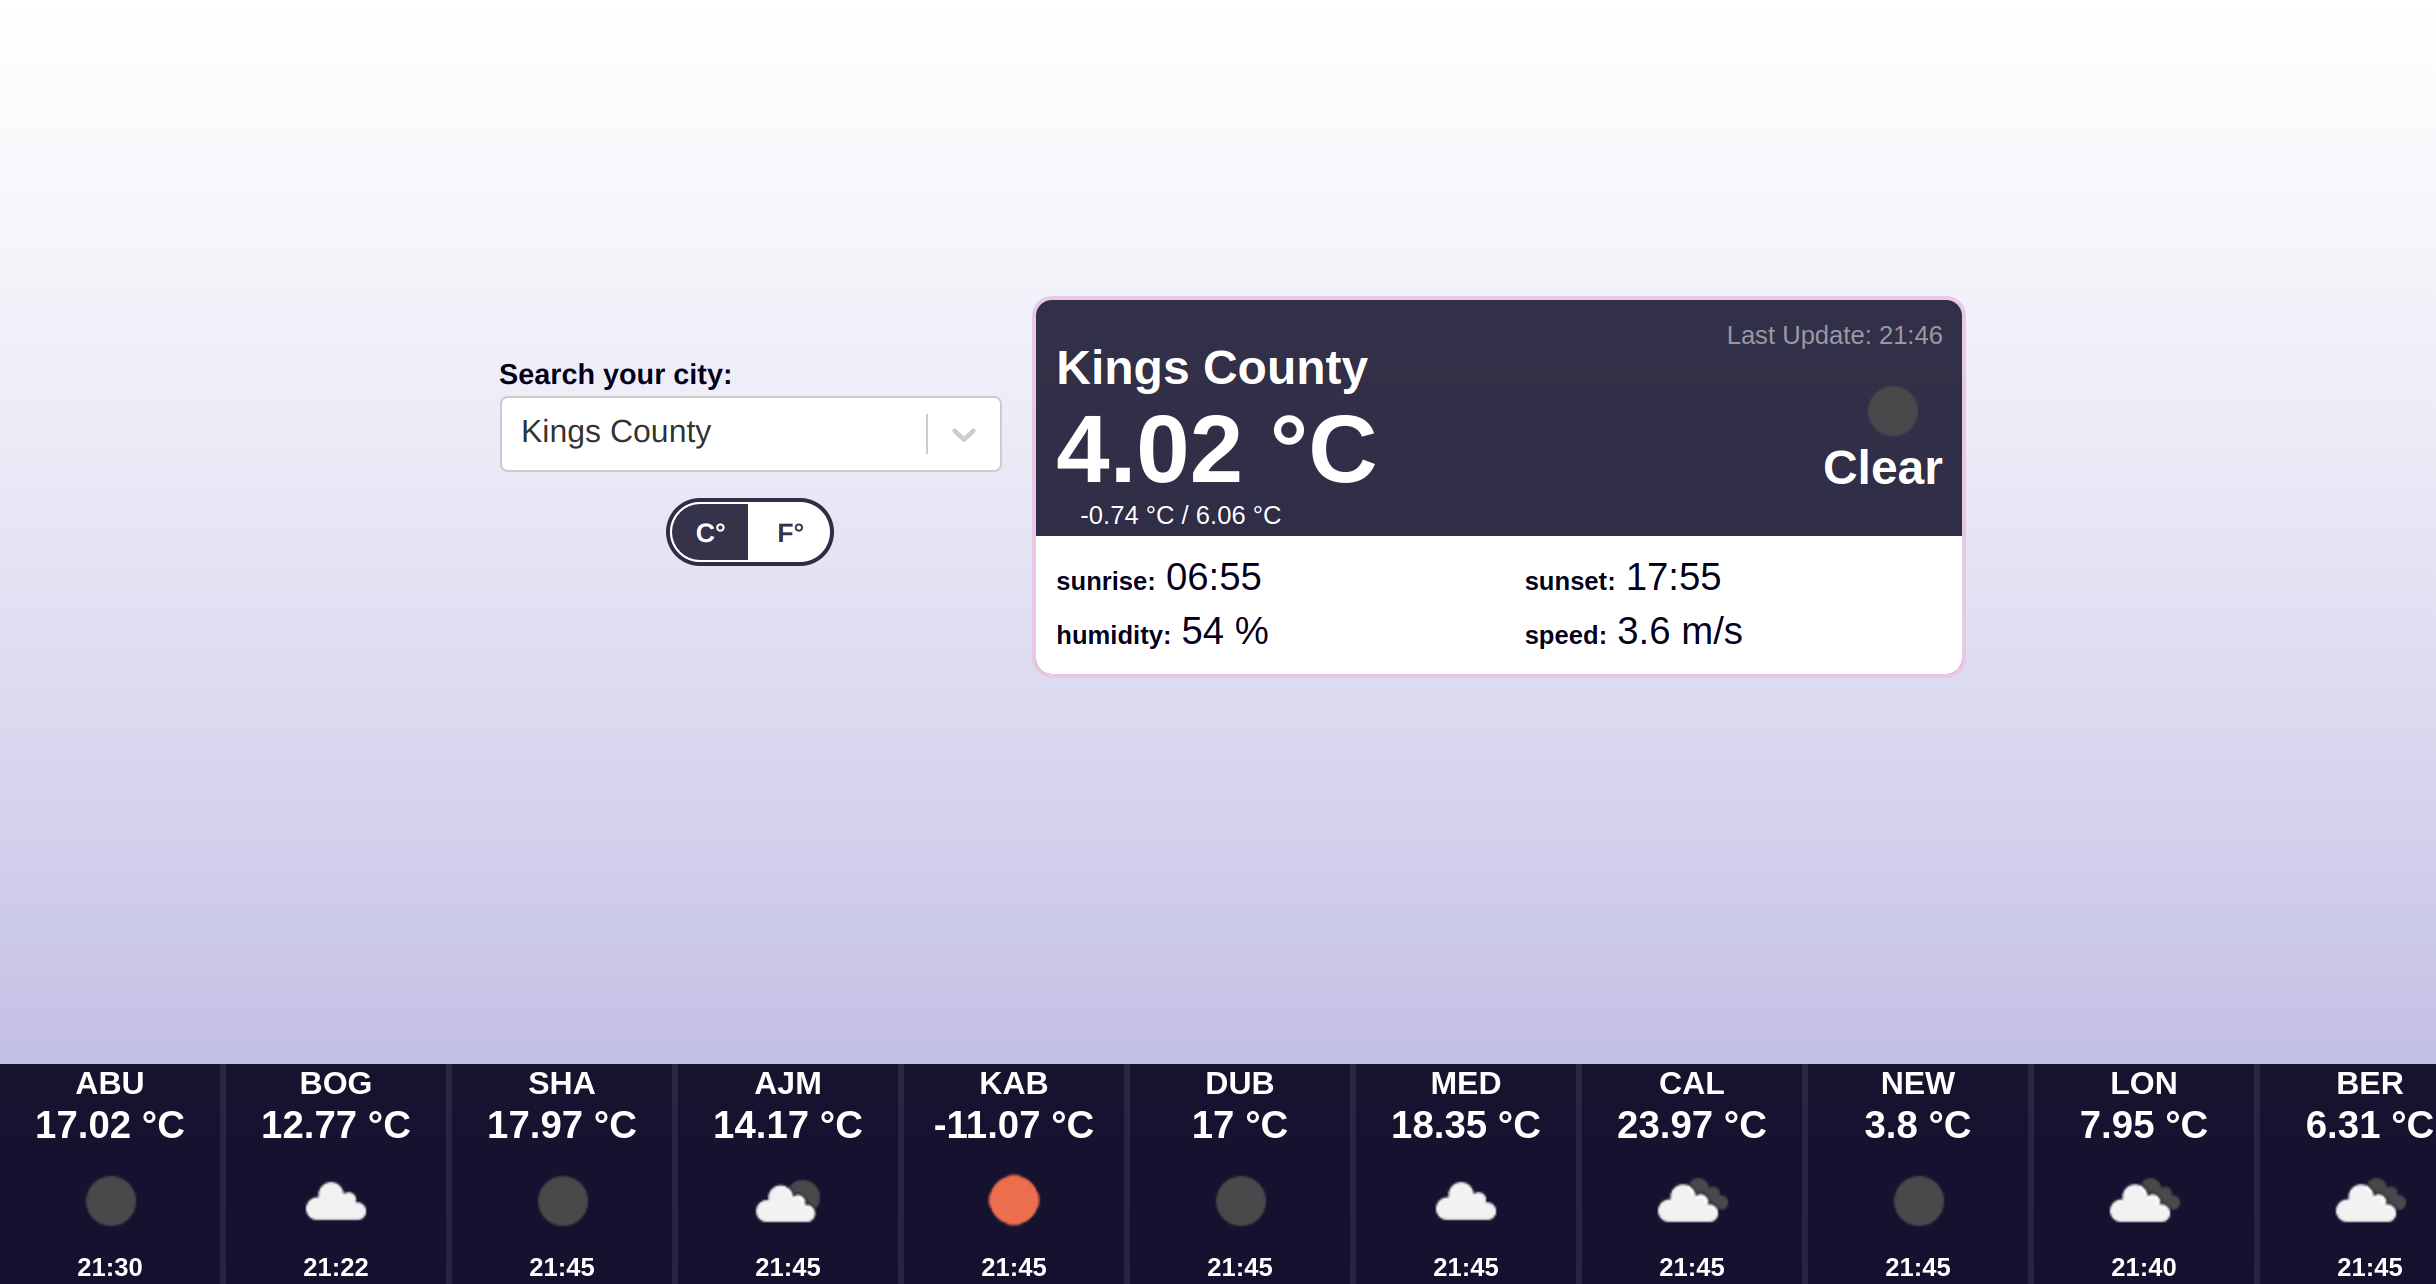 Search your city:
Kings County
C° F°
Last Update: 21:46
Kings County
4.02 °C
Clear
-0.74 °C / 6.06 °C
sunrise: 06:55 sunset: 17:55
humidity: 54 % speed: 3.6 m/s
ABU BOG SHA AJM KAB DUB MED CAL NEW LON BER
17.02 °C 12.77 °C 17.97 °C 14.17 °C -11.07 °C 17 °C 18.35 °C 23.97 °C 3.8 °C 7.95 °C 6.31 °C
21:30 21:22 21:45 21:45 21:45 21:45 21:45 21:45 21:45 21:40 21:45